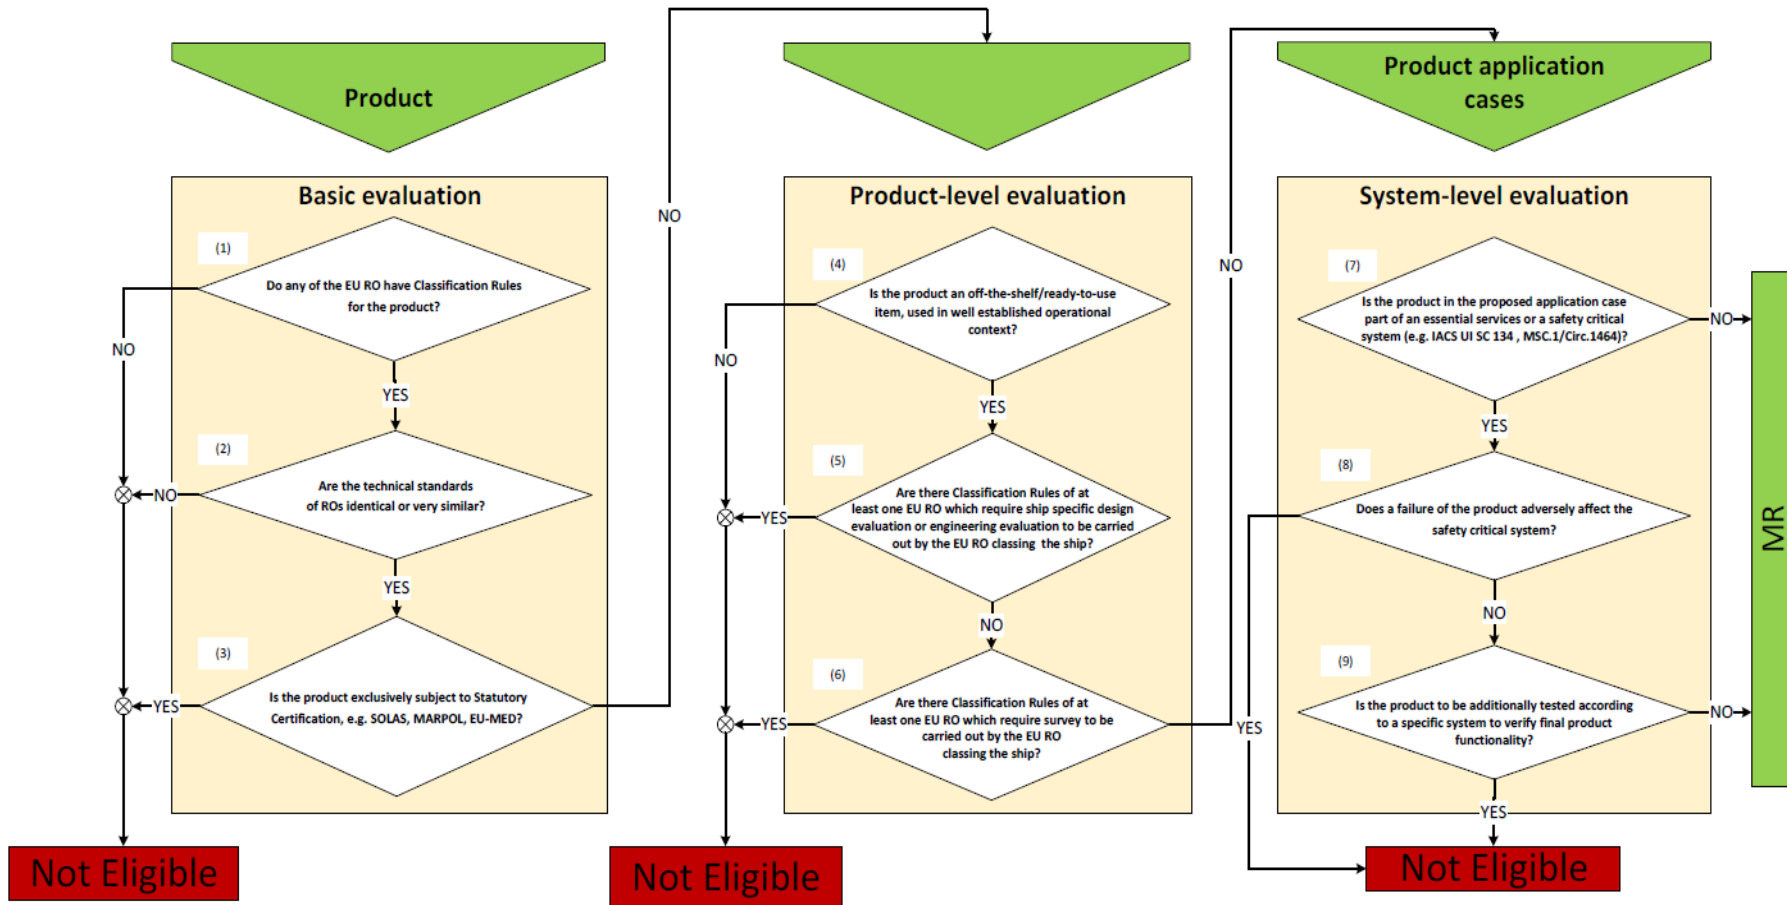 Product
Basic evaluation
(1)
Do any of the EU RO have Classification Rules
for the product?
NO
YES
(2)
Are the technical standards
of ROs identical or very similar?
NO
YES
(3)
Is the product exclusively subject to Statutory
Certification, e.g. SOLAS, MARPOL, EU-MED?
YES
NO
Not Eligible
Product-level evaluation
(4)
Is the product an off-the-shelf/ready-to-use
item, used in well established operational
context?
NO
YES
(5)
Are there Classification Rules of at
least one EU RO which require ship specific design
evaluation or engineering evaluation to be carried
out by the EU RO classing the ship?
YES
NO
(6)
Are there Classification Rules of at
least one EU RO which require survey to be
carried out by the EU RO
classing the ship?
YES
NO
Not Eligible
Product application
cases
System-level evaluation
(7)
Is the product in the proposed application case
part of an essential services or a safety critical
system (e.g. IACS UI SC 134 , MSC.1/Circ.1464)?
NO
YES
(8)
Does a failure of the product adversely affect the
safety critical system?
YES
NO
(9)
Is the product to be additionally tested according
to a specific system to verify final product
functionality?
NO
YES
Not Eligible
MR